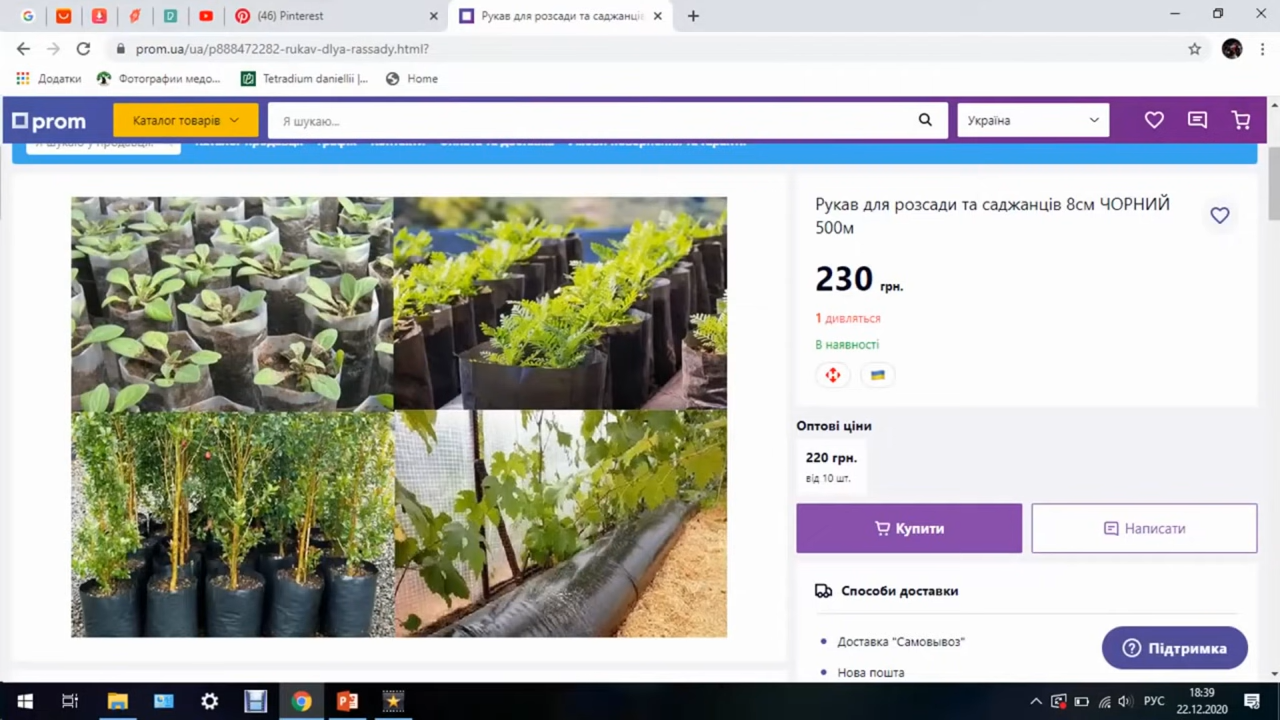 (46) Pinterest
Рукав для розсади та саджанців
prom.ua/ua/p888472282-rukav-dlya-rassady.html?
Додатки
Фотографии медо...
Tetradium daniellii |...
Home
prom
Каталог товарів
Я шукаю...
Україна
Рукав для розсади та саджанців 8см ЧОРНИЙ
500м
230 грн.
1 дивляться
В наявності
Оптові ціни
220 грн.
від 10 шт.
Купити
Написати
Способи доставки
Доставка "Самовывоз"
Нова пошта
Підтримка
РУС
18:39
22.12.2020